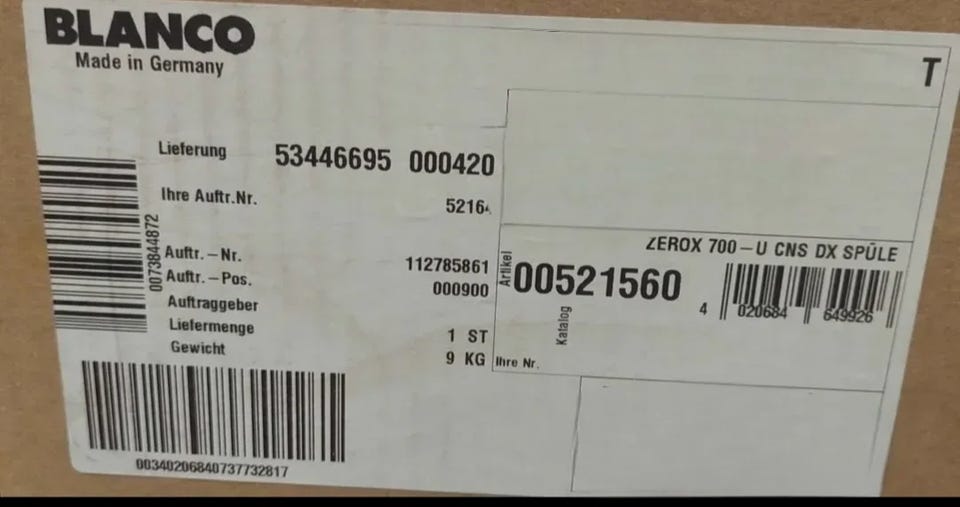 BLANCO
Made in Germany
T
Lieferung 53446695 000420
Ihre Auftr.Nr. 5216
0073844872
Auftr.-Nr. 112785861
Auftr.-Pos. 000900
Auftraggeber
Liefermenge 1 ST
Gewicht 9 KG
00340206840737732817
ZEROX 700-U CNS DX SPÜLE
Artikel 00521560
4 020684 649926
Katalog
Ihre Nr.